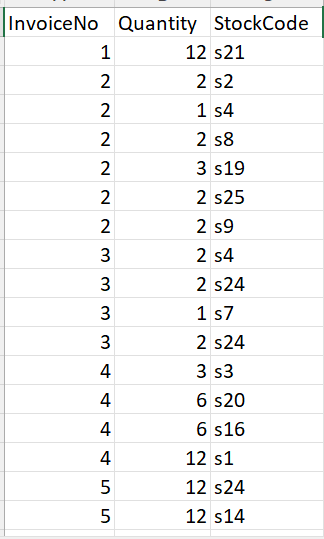 InvoiceNo Quantity StockCode
1 12 s21
2 2 s2
2 1 s4
2 2 s8
2 3 s19
2 2 s25
2 2 s9
3 2 s4
3 2 s24
3 1 s7
3 2 s24
4 3 s3
4 6 s20
4 6 s16
4 12 s1
5 12 s24
5 12 s14